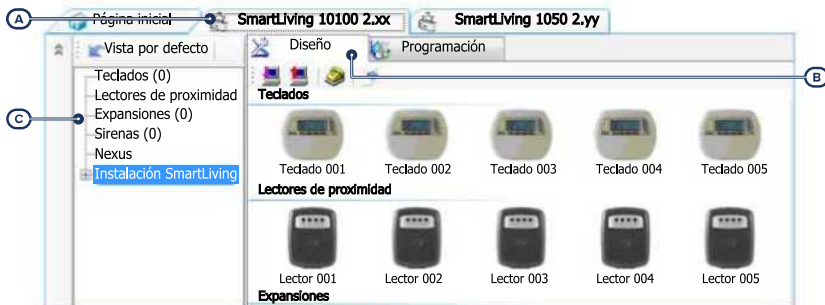 A
Página inicial
SmartLiving 10100 2.xx
SmartLiving 1050 2.yy
Vista por defecto
Diseño
Programación
B
Teclados (0)
Lectores de proximidad
C
Expansiones (0)
Sirenas (0)
Nexus
Instalación SmartLiving
Teclados
Teclado 001
Teclado 002
Teclado 003
Teclado 004
Teclado 005
Lectores de proximidad
Lector 001
Lector 002
Lector 003
Lector 004
Lector 005
Expansiones